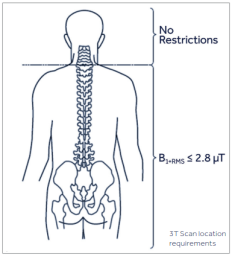 No
Restrictions
B1+RMS ≤ 2.8 μT
3T Scan location
requirements